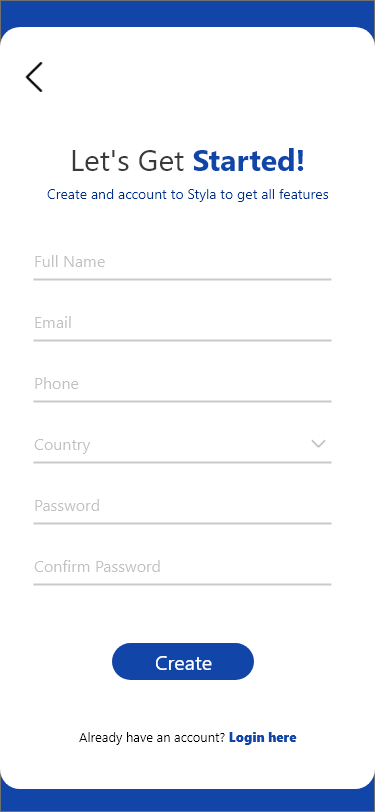 Let's Get Started!
Create and account to Styla to get all features
Full Name
Email
Phone
Country
Password
Confirm Password
Create
Already have an account? Login here